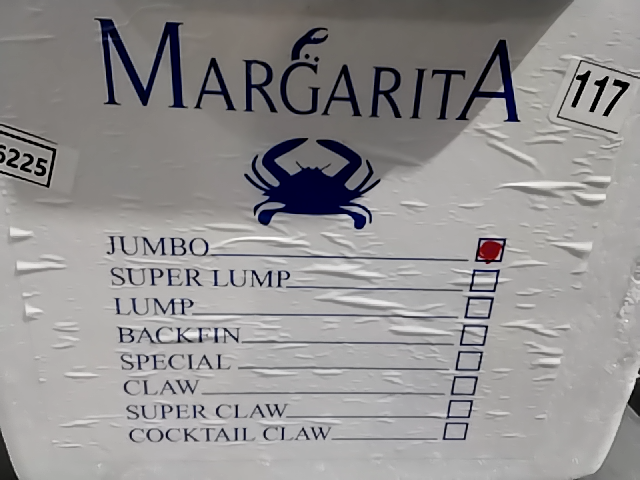 MARGARITA
117
6225
JUMBO
SUPER LUMP
LUMP
BACKFIN
SPECIAL
CLAW
SUPER CLAW
COCKTAIL CLAW